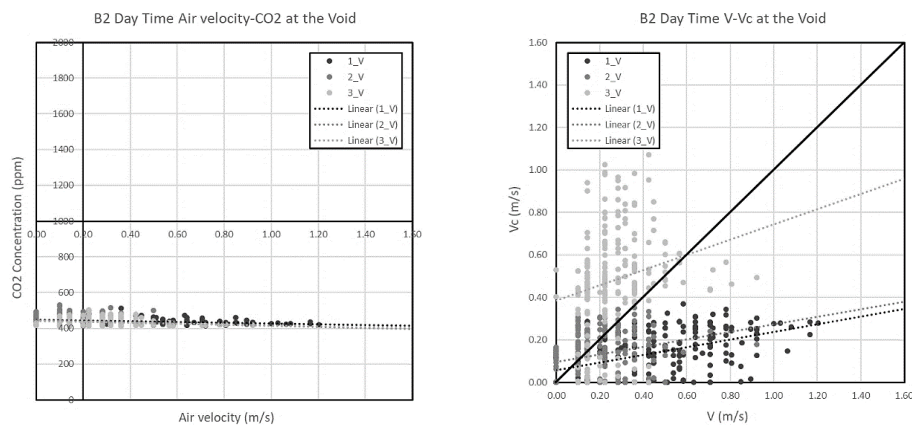 B2 Day Time Air velocity-CO2 at the Void
2000
1800
1600
1400
1200
1000
800
600
400
200
0
0.00 0.20 0.40 0.60 0.80 1.00 1.20 1.40 1.60
CO2 Concentration (ppm)
Air velocity (m/s)
1_V
2_V
3_V
Linear (1_V)
Linear (2_V)
Linear (3_V)
B2 Day Time V-Vc at the Void
1.60
1.40
1.20
1.00
0.80
0.60
0.40
0.20
0.00
0.00 0.20 0.40 0.60 0.80 1.00 1.20 1.40 1.60
Vc (m/s)
V (m/s)
1_V
2_V
3_V
Linear (1_V)
Linear (2_V)
Linear (3_V)